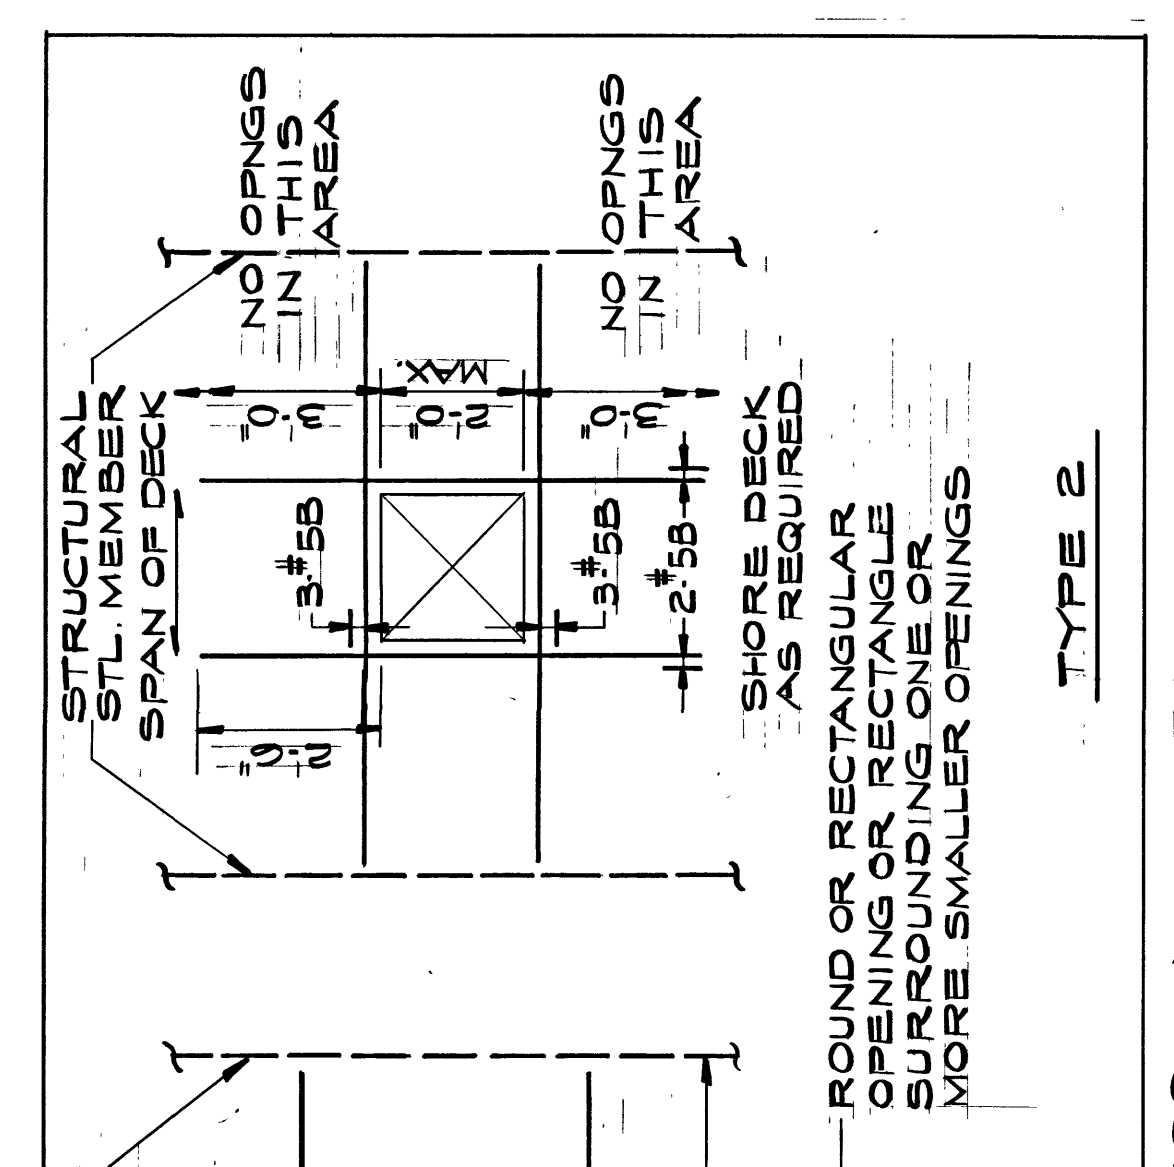 STRUCTURAL
STL. MEMBER
SPAN OF DECK
NO OPNGS
IN THIS
AREA
NO OPNGS
IN THIS
AREA
3'-0"
2'-0"
MAX.
3'-0"
2'-6"
3-#5B
3-#5B
2-#5B
SHORE DECK
AS REQUIRED
ROUND OR RECTANGULAR
OPENING OR RECTANGLE
SURROUNDING ONE OR
MORE SMALLER OPENINGS
TYPE 2